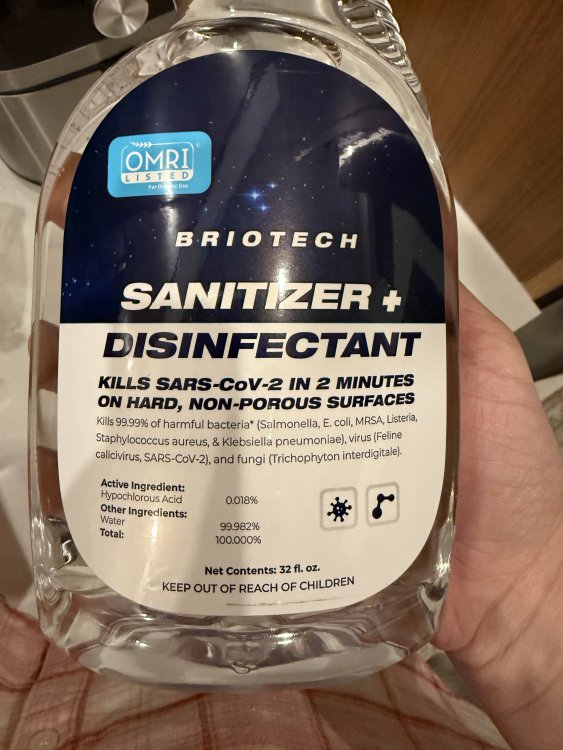 OMRI
LISTED
For Organic Use
BRIOTECH
SANITIZER +
DISINFECTANT
KILLS SARS-CoV-2 IN 2 MINUTES
ON HARD, NON-POROUS SURFACES
Kills 99.99% of harmful bacteria* (Salmonella, E. coli, MRSA, Listeria,
Staphylococcus aureus, & Klebsiella pneumoniae), virus (Feline
calicivirus, SARS-CoV-2), and fungi (Trichophyton interdigitale).
Active Ingredient:
Hypochlorous Acid 0.018%
Other Ingredients:
Water 99.982%
Total: 100.000%
Net Contents: 32 fl. oz.
KEEP OUT OF REACH OF CHILDREN